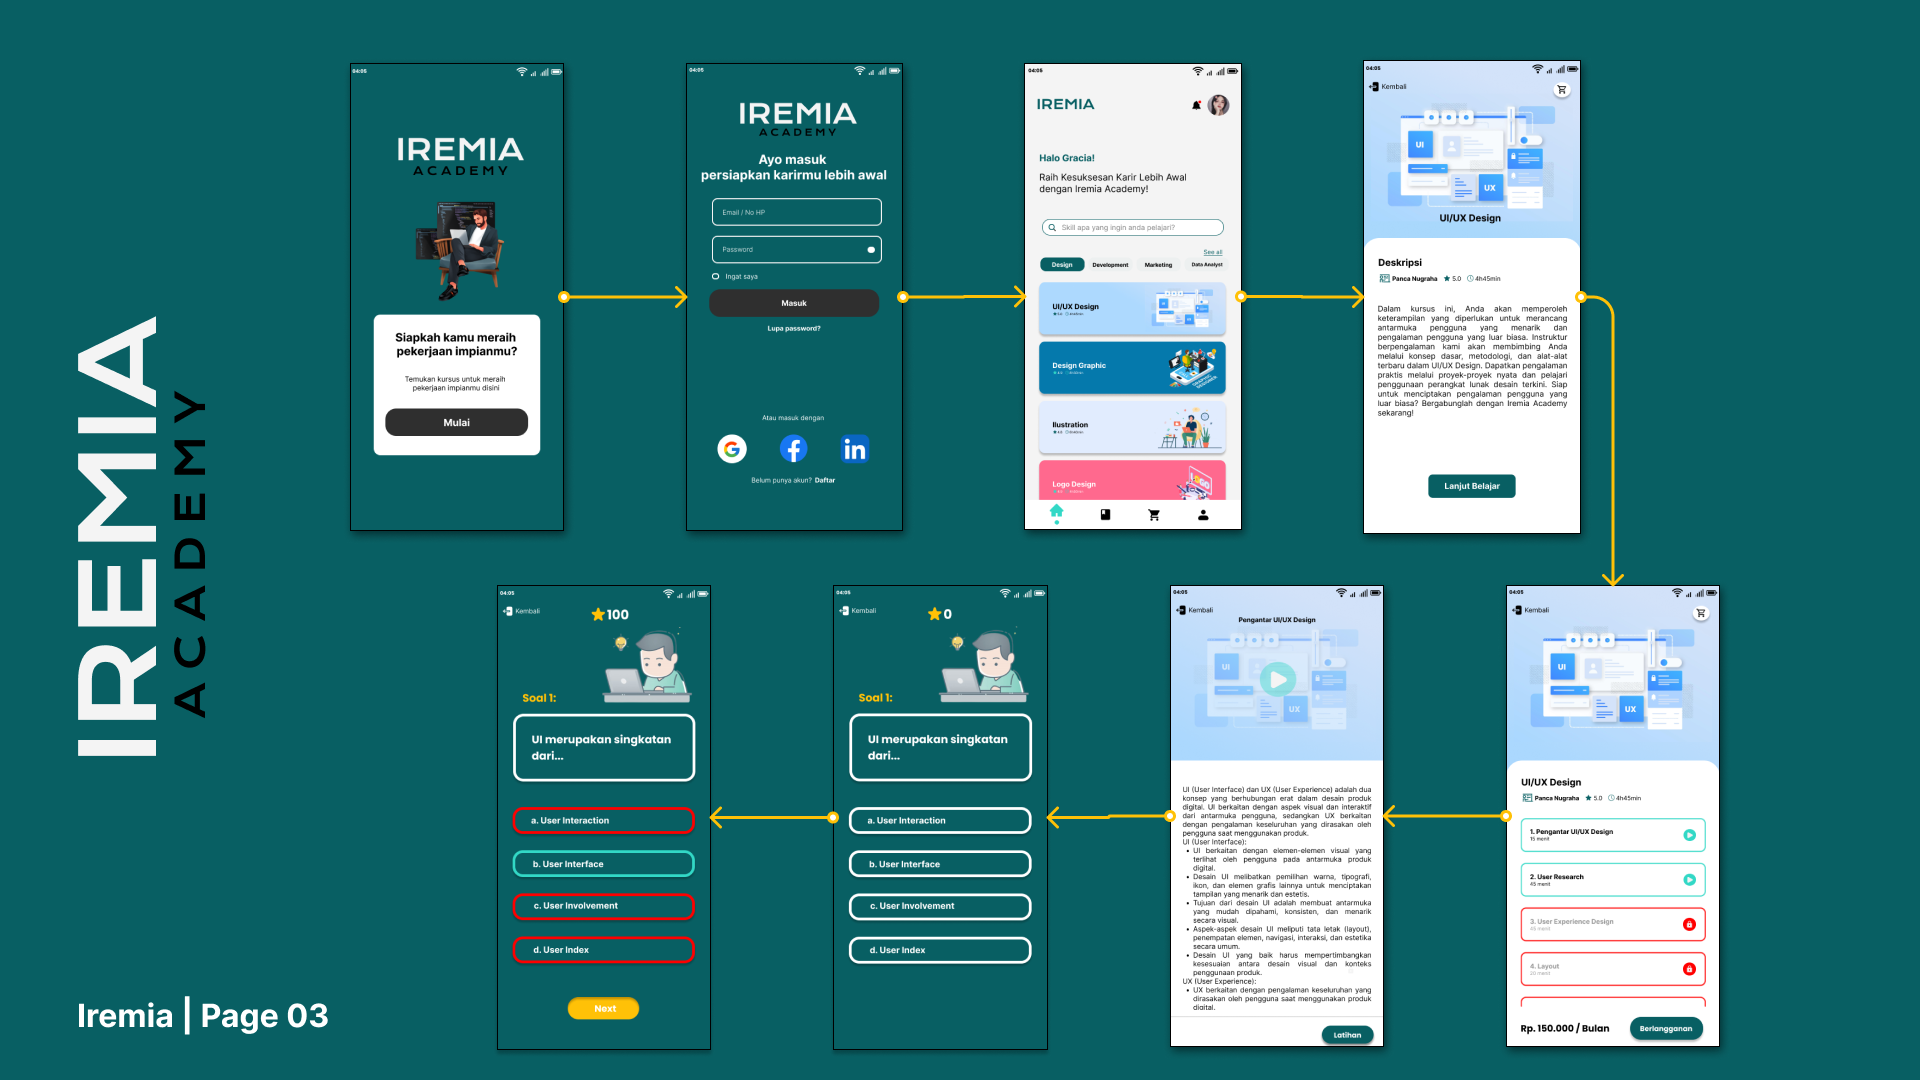 IREMIA
ACADEMY
Iremia | Page 03
04:05
IREMIA
ACADEMY
Siapkah kamu meraih
pekerjaan impianmu?
Temukan kursus untuk meraih
pekerjaan impianmu disini
Mulai
04:05
IREMIA
ACADEMY
Ayo masuk
persiapkan karirmu lebih awal
Email / No HP
Password
Ingat saya
Masuk
Lupa password?
Atau masuk dengan
Belum punya akun? Daftar
04:05
IREMIA
Halo Gracia!
Raih Kesuksesan Karir Lebih Awal
dengan Iremia Academy!
Skill apa yang ingin anda pelajari?
See all
Design Development Marketing Data Analyst
UI/UX Design
Design Graphic
Ilustration
Logo Design
04:05
Kembali
UI
UX
UI/UX Design
Deskripsi
Panca Nugraha 5.0 4h45min
Dalam kursus ini, Anda akan memperoleh
keterampilan yang diperlukan untuk merancang
antarmuka pengguna yang menarik dan
pengalaman pengguna yang luar biasa. Instruktur
berpengalaman kami akan membimbing Anda
melalui konsep dasar, metodologi, dan alat-alat
terbaru dalam UI/UX Design. Dapatkan pengalaman
praktis melalui proyek-proyek nyata dan pelajari
penggunaan perangkat lunak desain terkini. Siap
untuk menciptakan pengalaman pengguna yang
luar biasa? Bergabunglah dengan Iremia Academy
sekarang!
Lanjut Belajar
04:05
Kembali
UI
UX
UI/UX Design
Panca Nugraha 5.0 4h45min
1. Pengantar UI/UX Design
15 menit
2. User Research
45 menit
3. User Experience Design
45 menit
4. Layout
20 menit
Rp. 150.000 / Bulan
Berlangganan
04:05
Kembali
Pengantar UI/UX Design
UI
UX
UI (User Interface) dan UX (User Experience) adalah dua
konsep yang berhubungan erat dalam desain produk
digital. UI berkaitan dengan aspek visual dan interaktif
dari antarmuka pengguna, sedangkan UX berkaitan
dengan pengalaman keseluruhan yang dirasakan oleh
pengguna saat menggunakan produk.
UI (User Interface):
• UI berkaitan dengan elemen-elemen visual yang
terlihat oleh pengguna pada antarmuka produk
digital.
• Desain UI melibatkan pemilihan warna, tipografi,
ikon, dan elemen grafis lainnya untuk menciptakan
tampilan yang menarik dan estetis.
• Tujuan dari desain UI adalah membuat antarmuka
yang mudah dipahami, konsisten, dan menarik
secara visual.
• Aspek-aspek desain UI meliputi tata letak (layout),
penempatan elemen, navigasi, interaksi, dan estetika
secara umum.
• Desain UI yang baik harus mempertimbangkan
kesesuaian antara desain visual dan konteks
penggunaan produk.
UX (User Experience):
• UX berkaitan dengan pengalaman keseluruhan yang
dirasakan oleh pengguna saat menggunakan produk
digital.
Latihan
04:05
Kembali
0
Soal 1:
UI merupakan singkatan
dari...
a. User Interaction
b. User Interface
c. User Involvement
d. User Index
04:05
Kembali
100
Soal 1:
UI merupakan singkatan
dari...
a. User Interaction
b. User Interface
c. User Involvement
d. User Index
Next